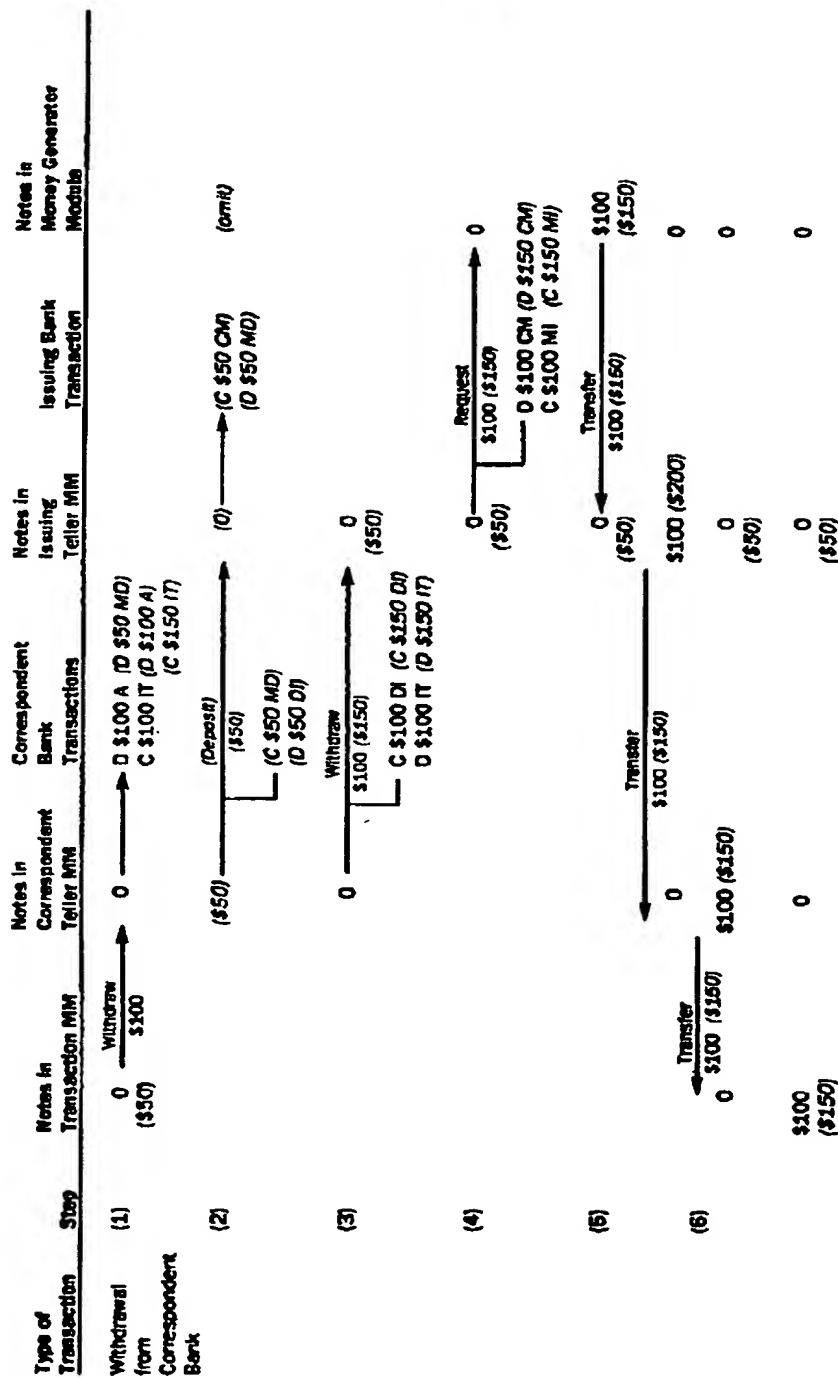 Type of Transaction
Step
Notes in Transaction MM
Notes in Correspondent Teller MM
Correspondent Bank Transactions
Notes in Issuing Teller MM
Issuing Bank Transaction
Notes in Money Generator Module
Withdrawal from Correspondent Bank
(1)
0
($50)
Withdraw
$100
0
D $100 A (D $50 MD)
C $100 IT (D $100 A)
(C $150 IT)
(2)
($50)
(Deposit)
($50)
(C $50 MD)
(D $50 DI)
(0)
(C $50 CM)
(D $50 MD)
(omit)
(3)
0
Withdraw
$100 ($150)
C $100 DI (C $150 DI)
D $100 IT (D $150 IT)
0
($50)
(4)
0
($50)
Request
$100 ($150)
D $100 CM (D $150 CM)
C $100 MI (C $150 MI)
0
(5)
0
($50)
Transfer
$100 ($150)
$100
($150)
Transfer
$100 ($150)
0
$100 ($200)
0
(6)
Transfer
$100 ($150)
0
$100 ($150)
0
($50)
0
$100
($150)
0
0
($50)
0